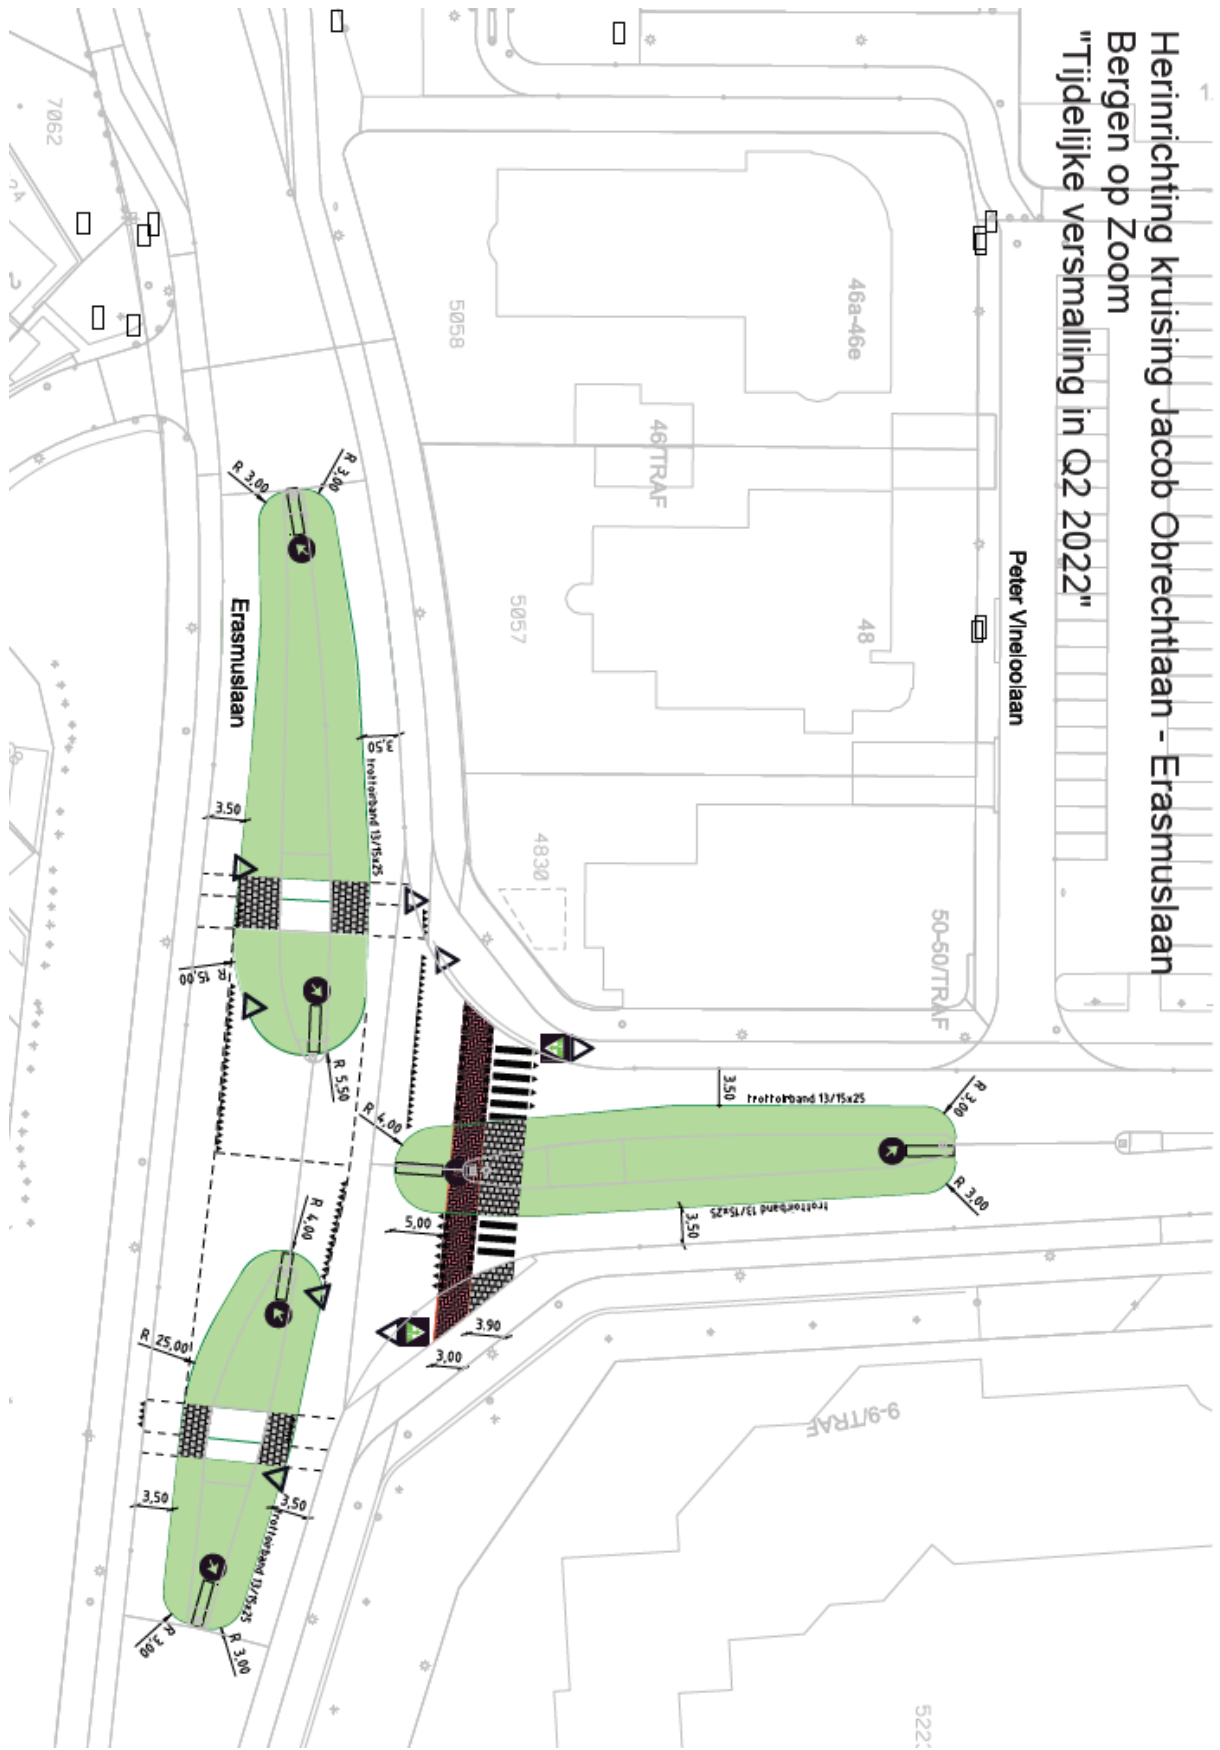 Herinrichting kruising Jacob Obrechtlaan - Erasmuslaan
Bergen op Zoom
"Tijdelijke versmalling in Q2 2022"
Peter Vineloolaan
Erasmuslaan
7062
5058
46a-46e
46/TRAF
5057
48
4830
50-50/TRAF
9-9/TRAF
R 3,00
R 3,00
3,50
trottoirband 13/15x25
3.50
R 15,00
R 5,50
R 4,00
3.50
trottoirband 13/15x25
R 3,00
R 3,00
trottoirband 13/15x25
3,50
5,00
3.90
3,00
R 4,00
R 25,00
3,50
3,50
trottoirband 13/15x25
R 3,00
R 3,00